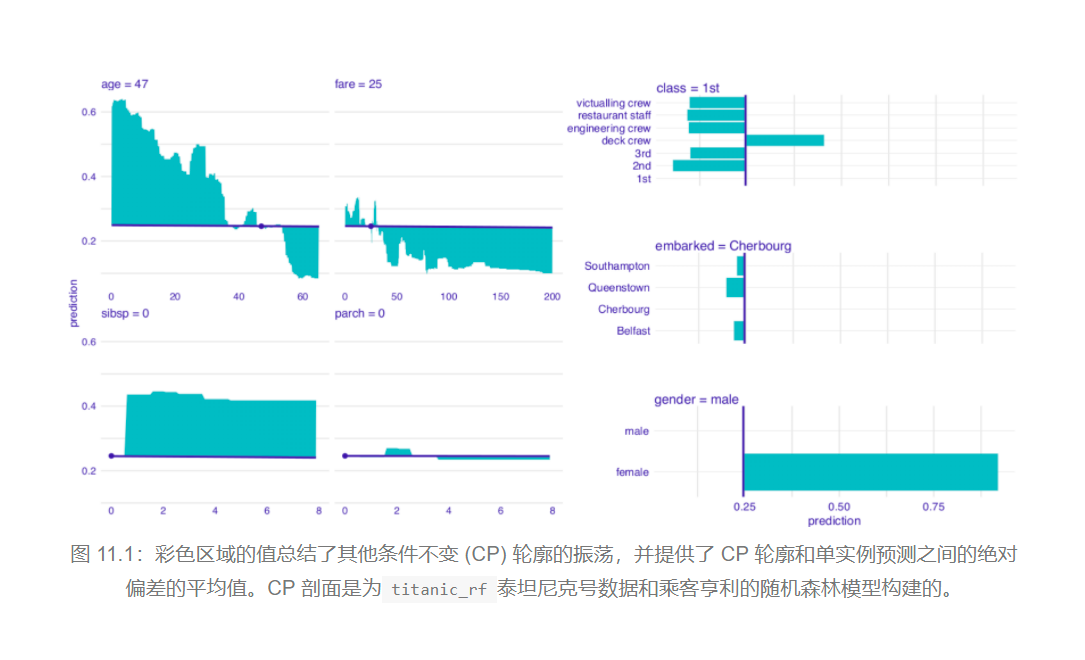 age = 47
fare = 25
0.6
0.4
0.2
0
20
40
60
0
50
100
150
200
prediction
sibsp = 0
parch = 0
0.6
0.4
0.2
0
2
4
6
8
0
2
4
6
8
class = 1st
victualling crew
restaurant staff
engineering crew
deck crew
3rd
2nd
1st
embarked = Cherbourg
Southampton
Queenstown
Cherbourg
Belfast
gender = male
male
female
0.25
0.50
0.75
prediction
图 11.1：彩色区域的值总结了其他条件不变 (CP) 轮廓的振荡，并提供了 CP 轮廓和单实例预测之间的绝对
偏差的平均值。CP 剖面是为 titanic_rf 泰坦尼克号数据和乘客亨利的随机森林模型构建的。